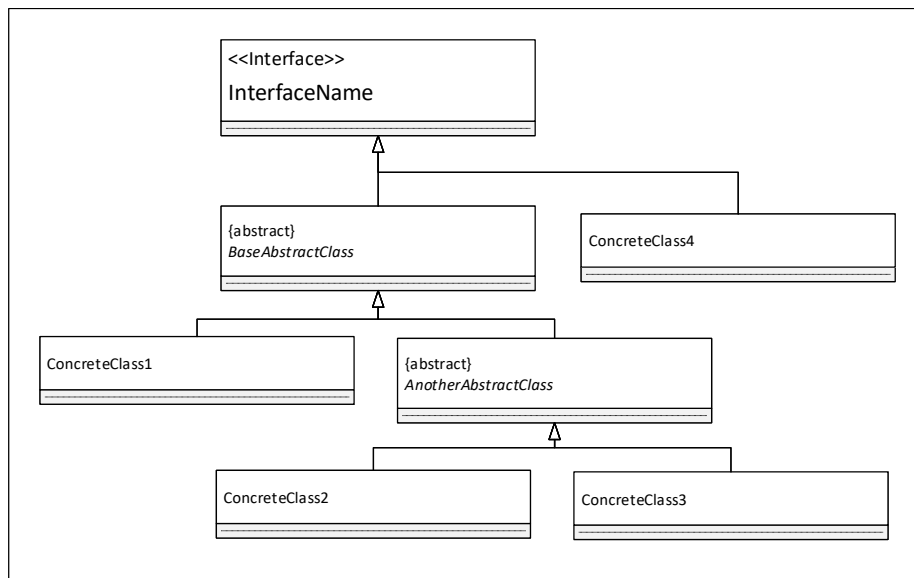 <<Interface>>
InterfaceName
{abstract}
BaseAbstractClass
ConcreteClass4
ConcreteClass1
{abstract}
AnotherAbstractClass
ConcreteClass2
ConcreteClass3